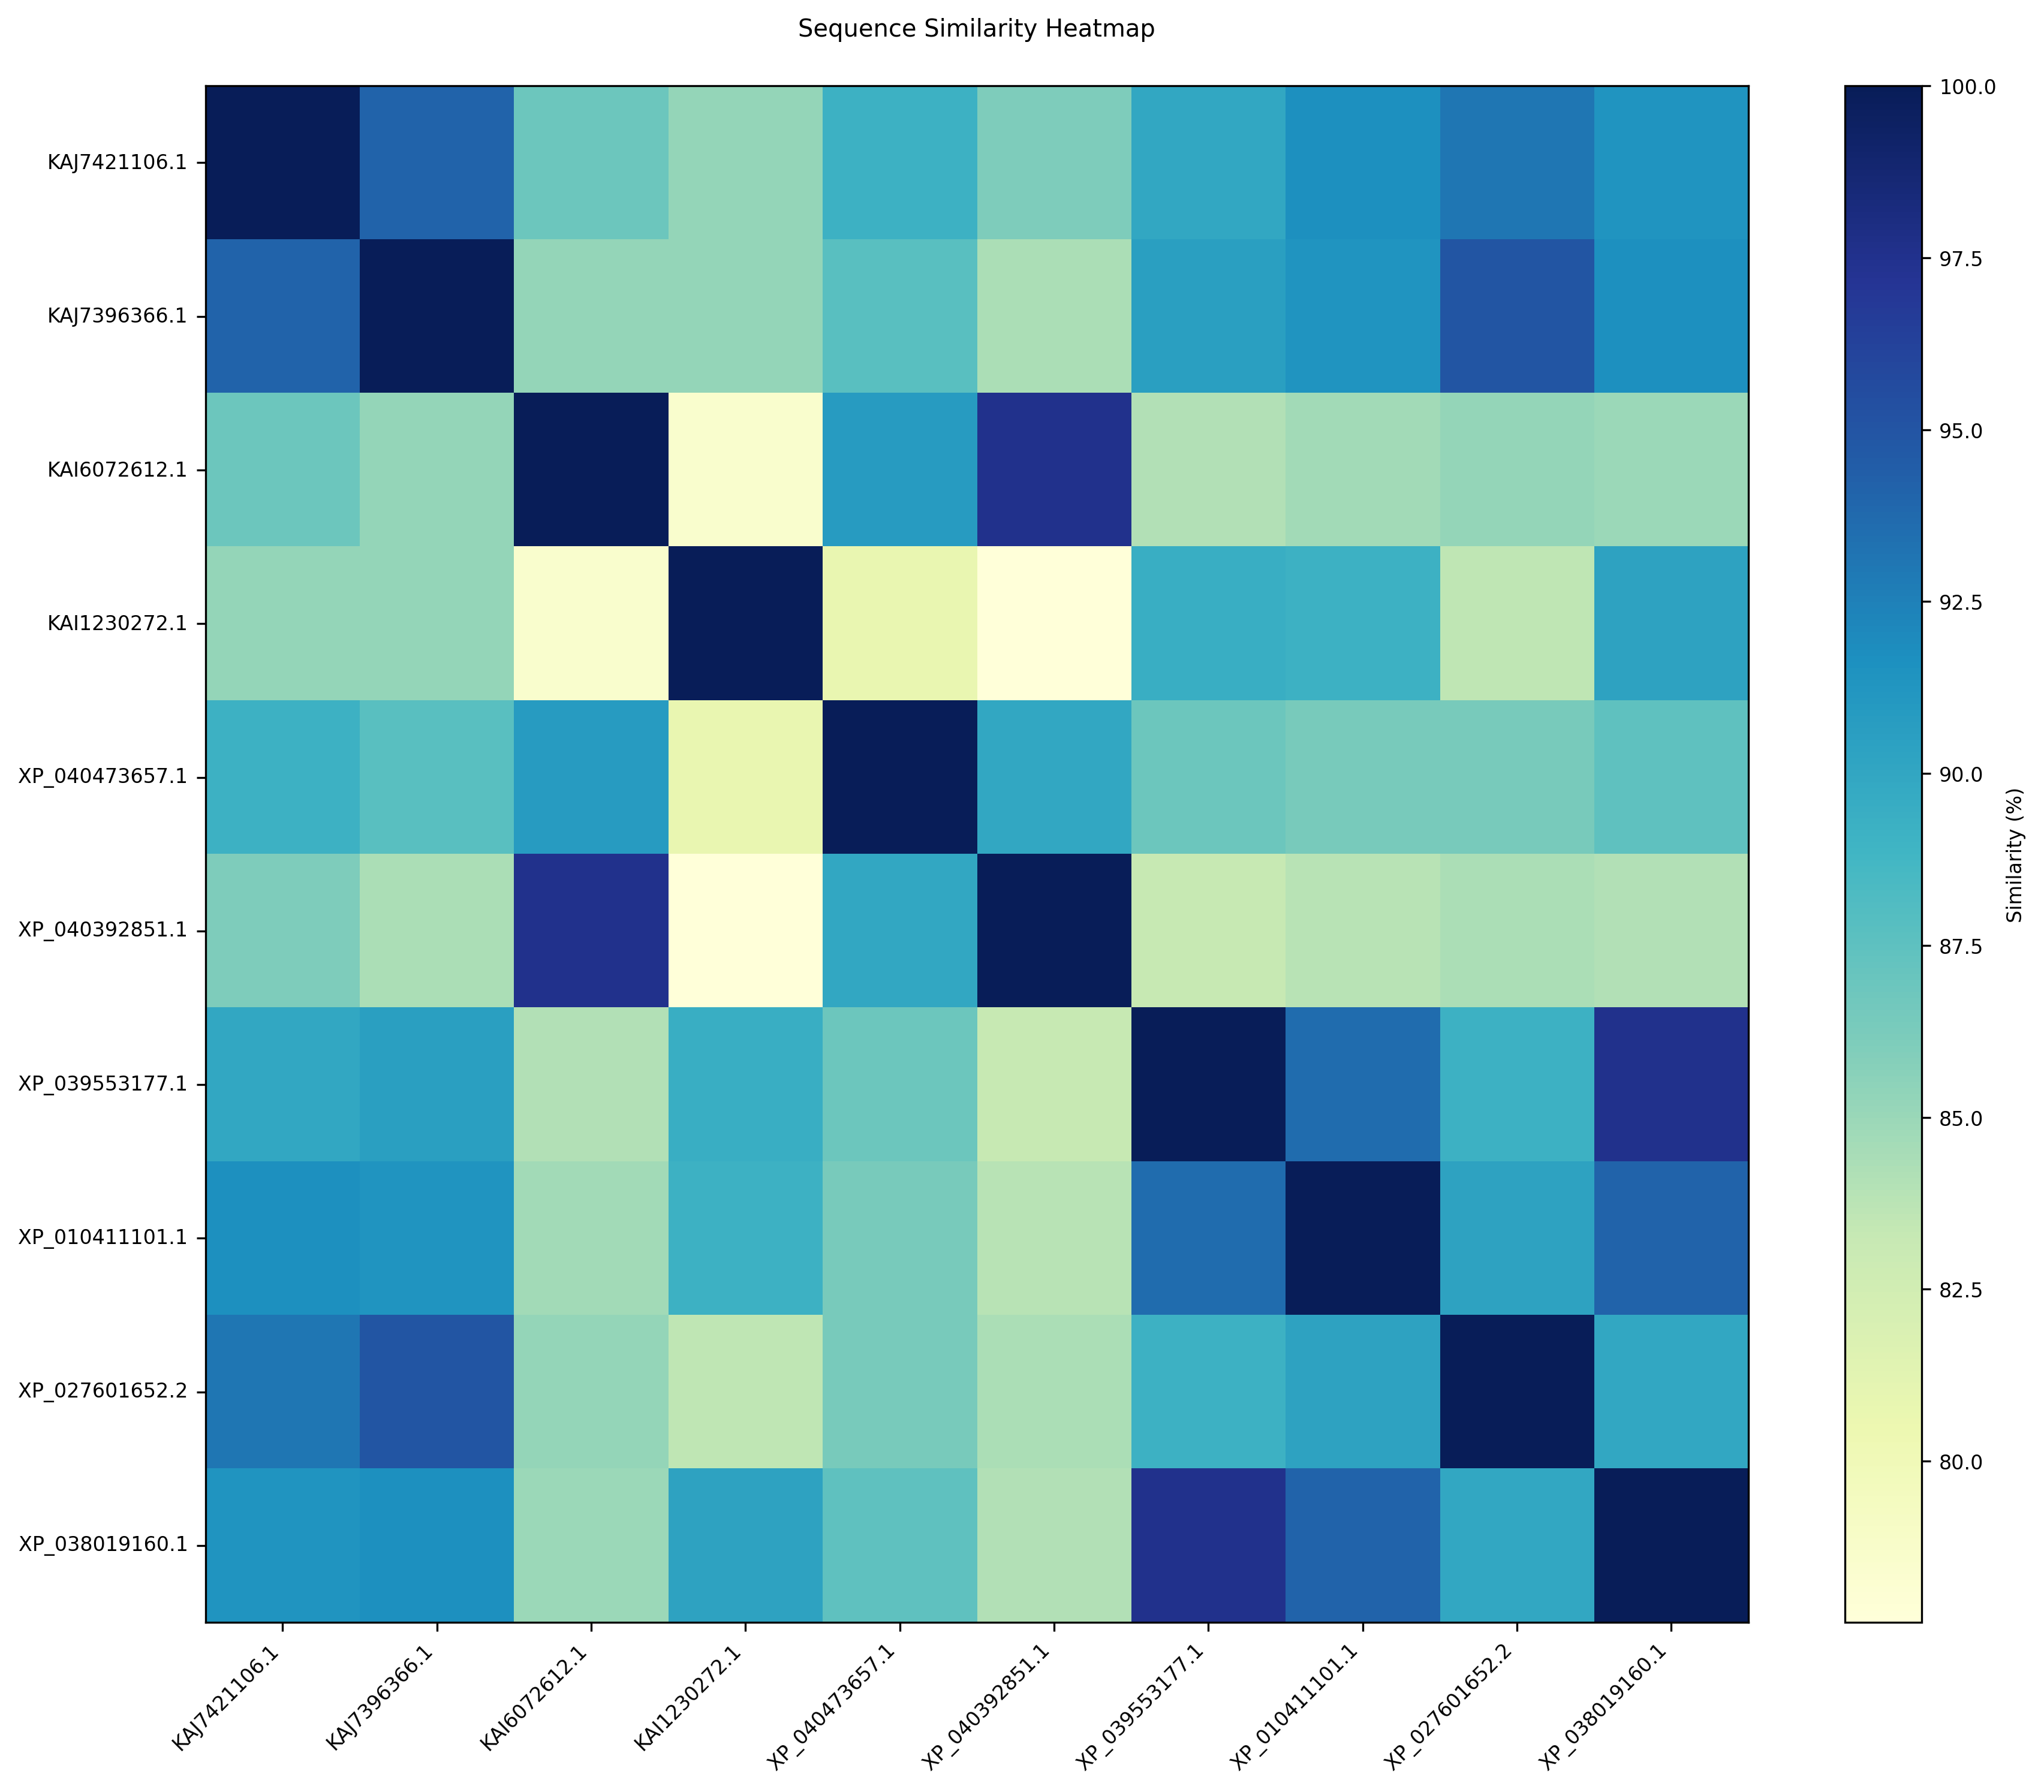 Sequence Similarity Heatmap
KAJ7421106.1
KAJ7396366.1
KAI6072612.1
KAI1230272.1
XP_040473657.1
XP_040392851.1
XP_039553177.1
XP_010411101.1
XP_027601652.2
XP_038019160.1
KAJ7421106.1
KAJ7396366.1
KAI6072612.1
KAI1230272.1
XP_040473657.1
XP_040392851.1
XP_039553177.1
XP_010411101.1
XP_027601652.2
XP_038019160.1
100.0
97.5
95.0
92.5
90.0
87.5
85.0
82.5
80.0
Similarity (%)